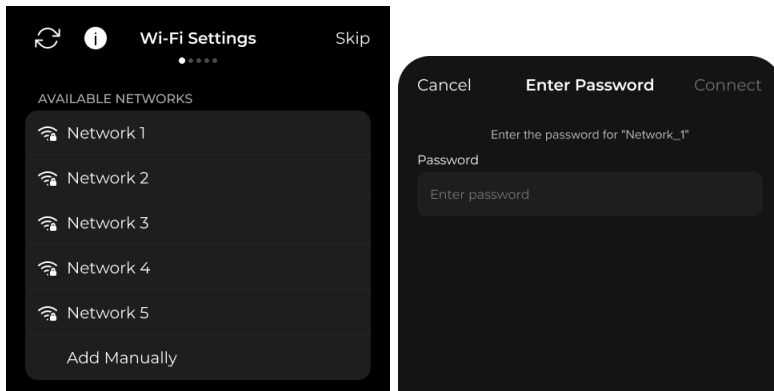 Wi-Fi Settings
Skip
AVAILABLE NETWORKS
Network 1
Network 2
Network 3
Network 4
Network 5
Add Manually
Cancel
Enter Password
Connect
Enter the password for "Network_1"
Password
Enter password